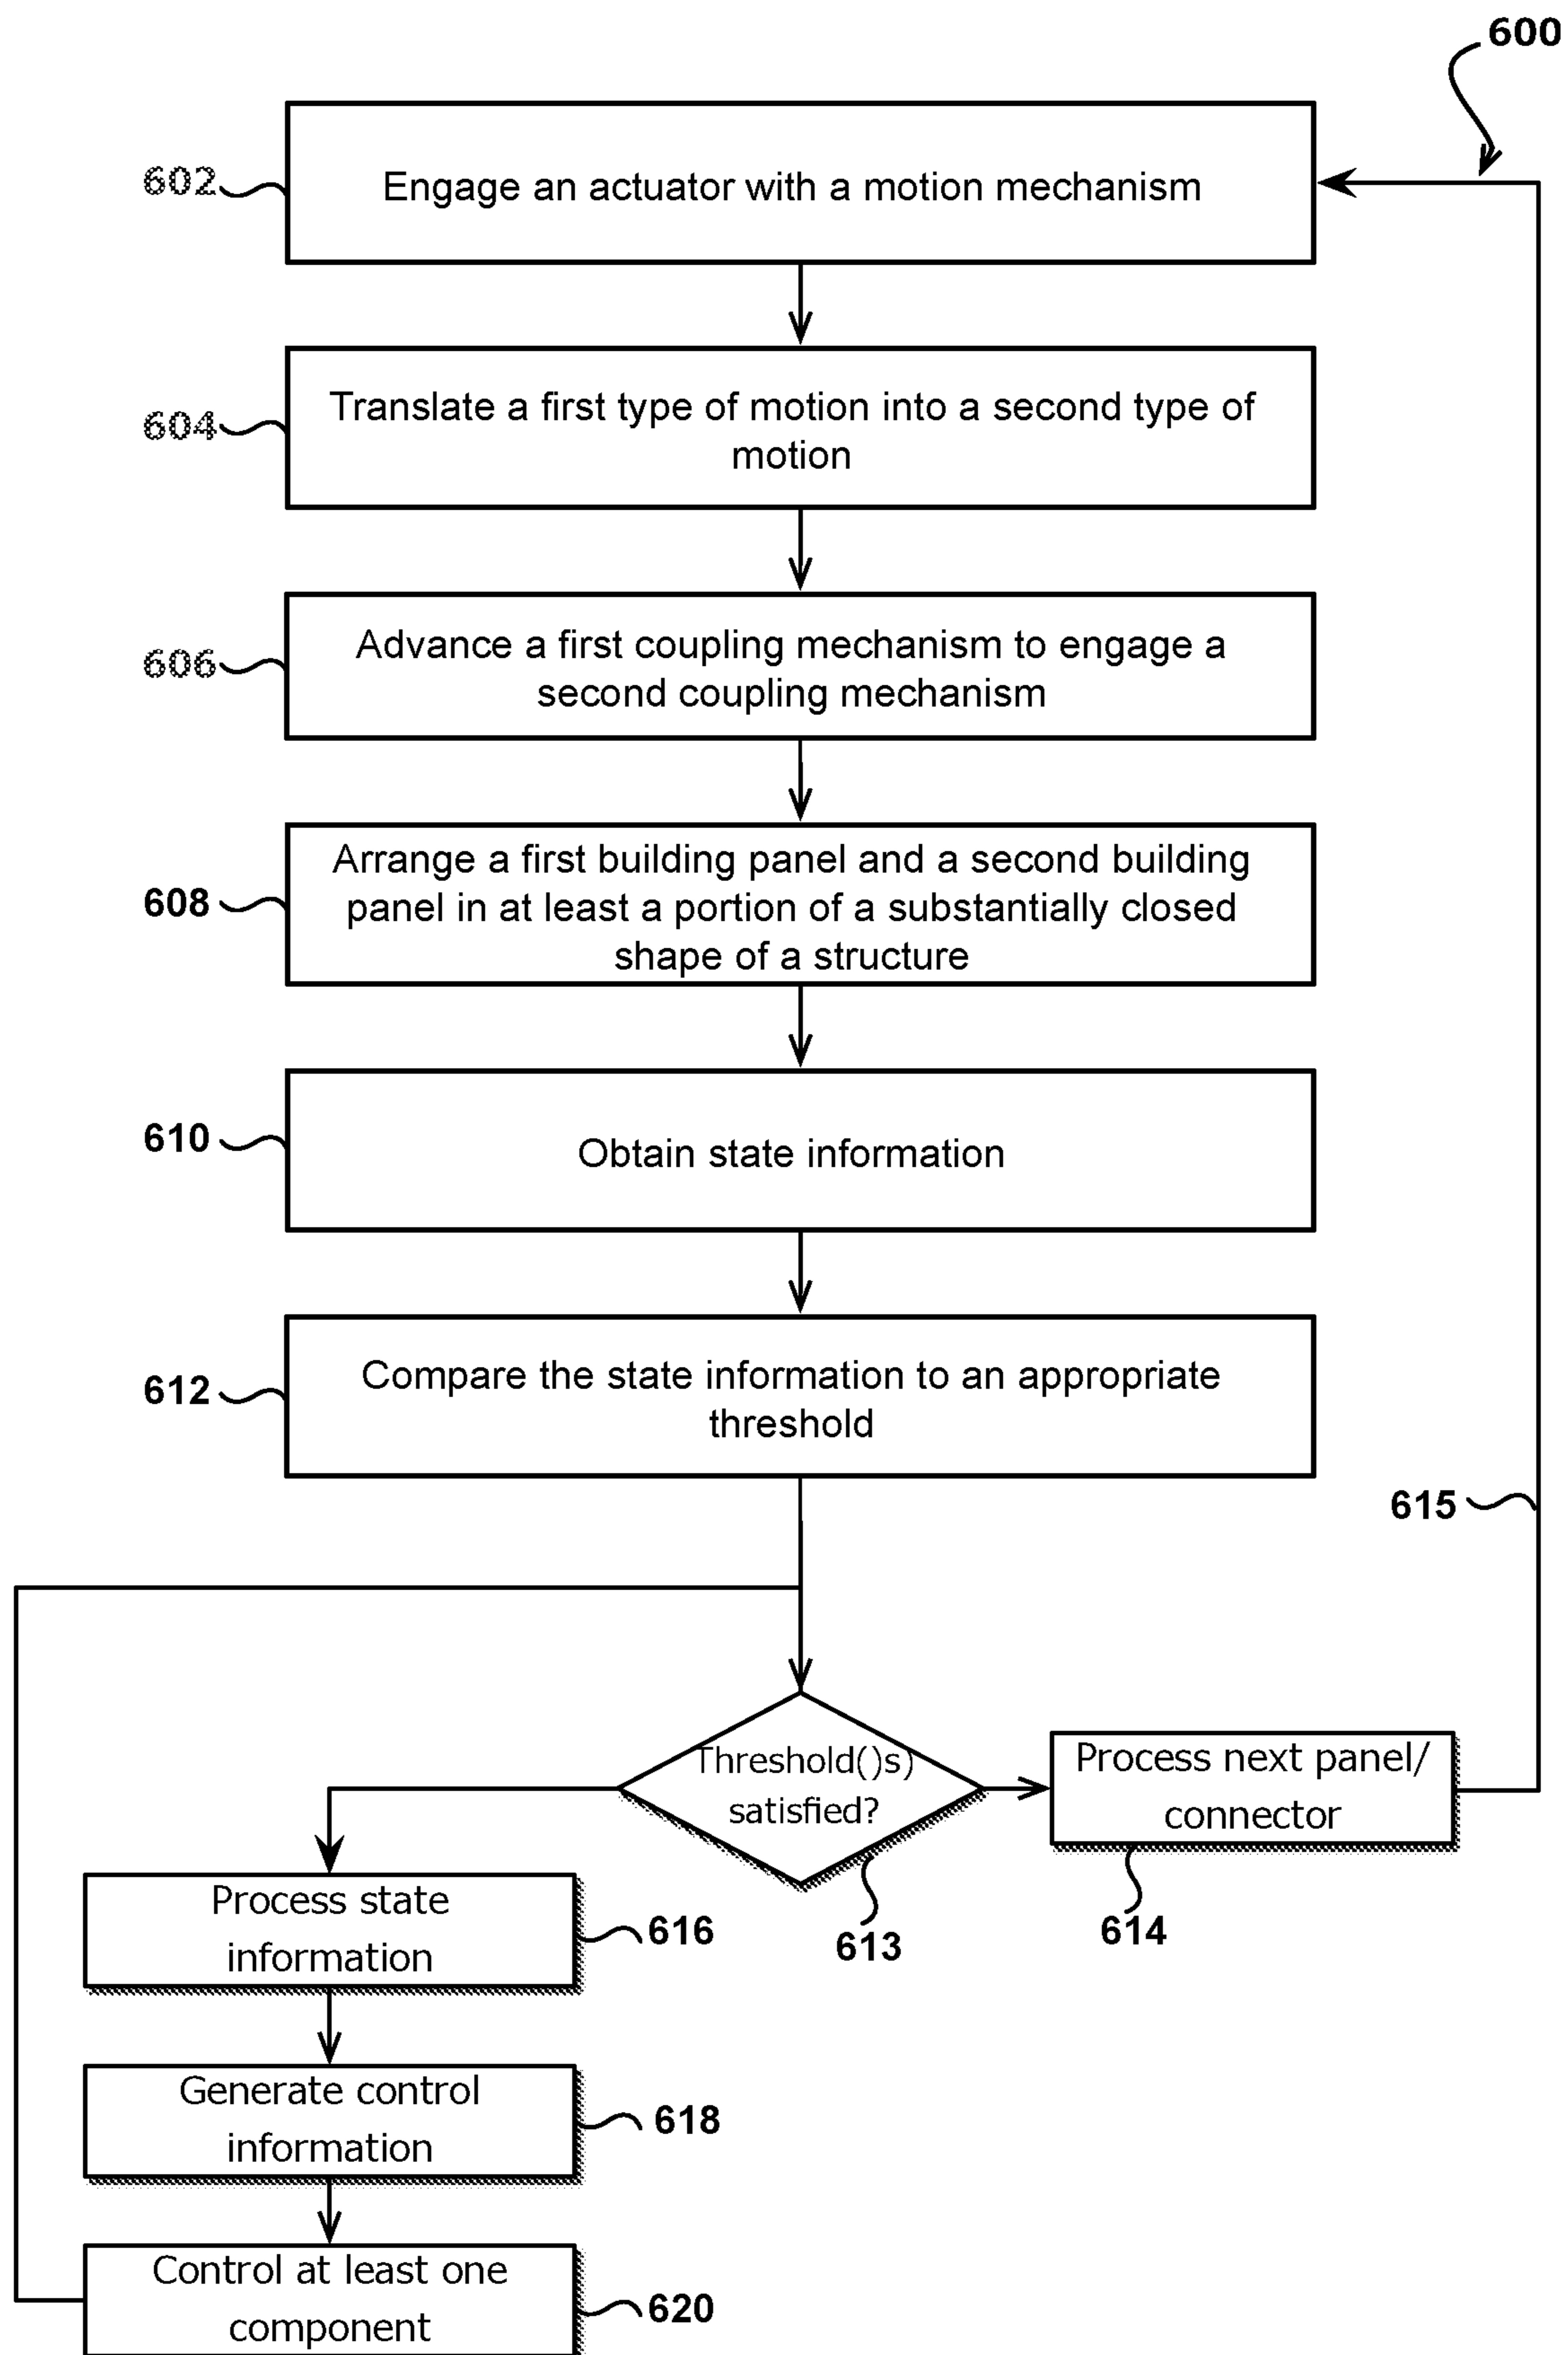 600
602
Engage an actuator with a motion mechanism
604
Translate a first type of motion into a second type of
motion
606
Advance a first coupling mechanism to engage a
second coupling mechanism
608
Arrange a first building panel and a second building
panel in at least a portion of a substantially closed
shape of a structure
610
Obtain state information
612
Compare the state information to an appropriate
threshold
615
Threshold()s)
satisfied?
613
Process next panel/
connector
614
Process state
information
616
Generate control
information
618
Control at least one
component
620